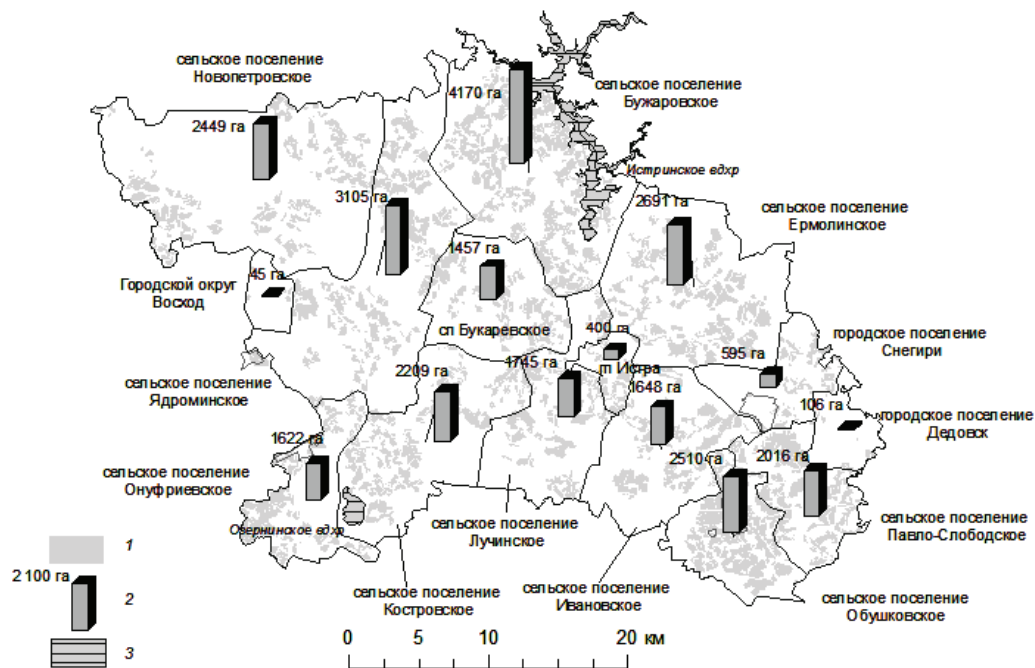 сельское поселение
Новопетровское
4170 га
сельское поселение
Бужаровское
2449 га
Истринское вдхр
3105 га
2691 га
сельское поселение
Ермолинское
1457 га
Городской округ
Восход
45 га
сп Букаревское
400 га
городское поселение
Снегири
595 га
2209 га
1745 га
гп Истра
1648 га
сельское поселение
Ядроминское
106 га
городское поселение
Дедовск
1622 га
2510 га
2016 га
сельское поселение
Онуфриевское
Озернинское вдхр
сельское поселение
Лучинское
сельское поселение
Павло-Слободское
1
2 100 га
2
3
сельское поселение
Костровское
сельское поселение
Ивановское
сельское поселение
Обушковское
0 5 10 20 км